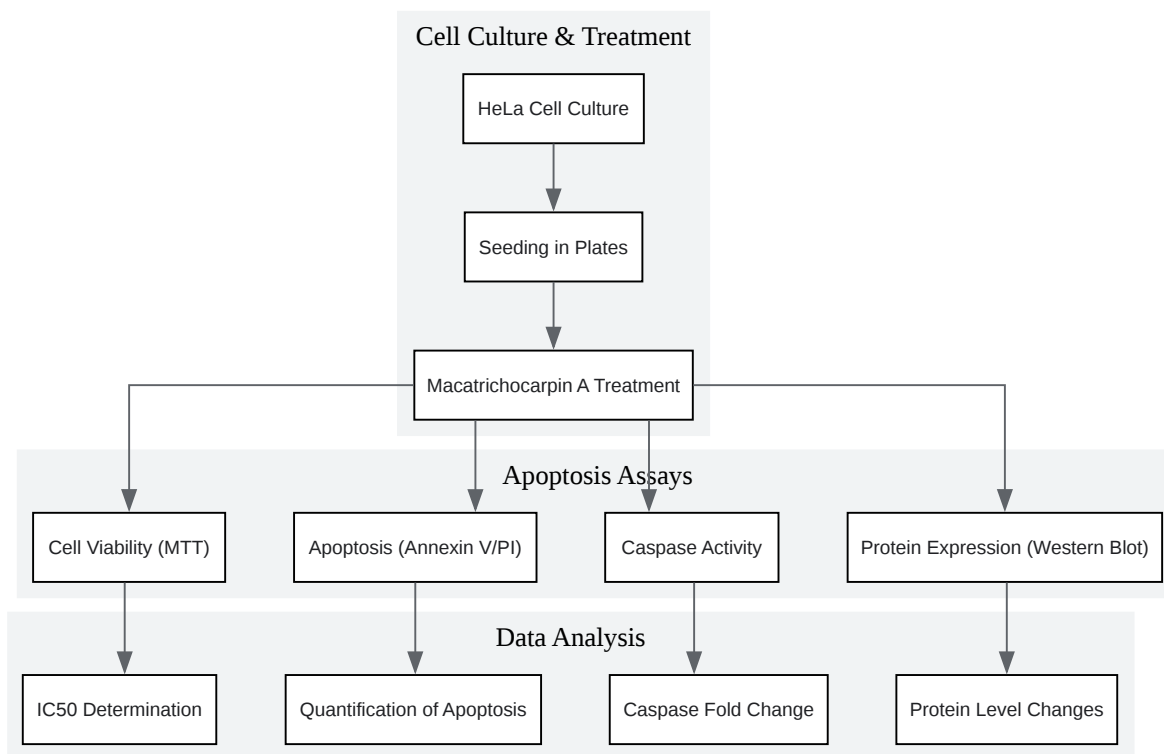 Cell Culture & Treatment
HeLa Cell Culture
Seeding in Plates
Macatrichocarpin A Treatment
Apoptosis Assays
Cell Viability (MTT)
Apoptosis (Annexin V/PI)
Caspase Activity
Protein Expression (Western Blot)
Data Analysis
IC50 Determination
Quantification of Apoptosis
Caspase Fold Change
Protein Level Changes